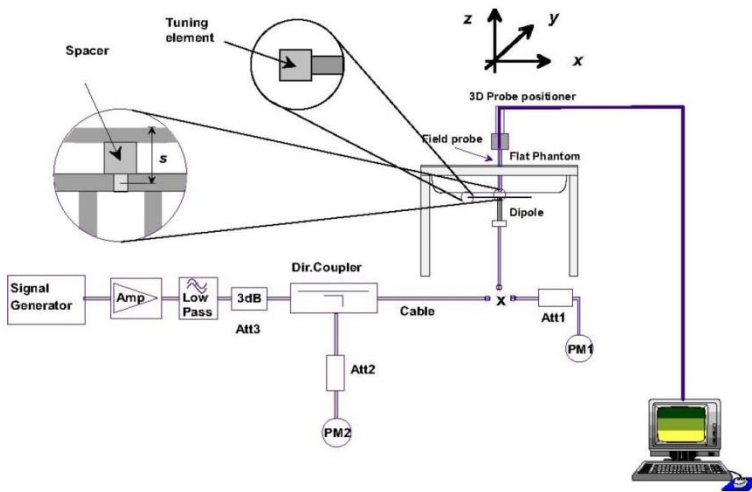 Tuning
element
Spacer
s
z
y
x
3D Probe positioner
Field probe
Flat Phantom
Dipole
Signal
Generator
Amp
Low
Pass
3dB
Att3
Dir.Coupler
Cable
x
Att1
PM1
Att2
PM2